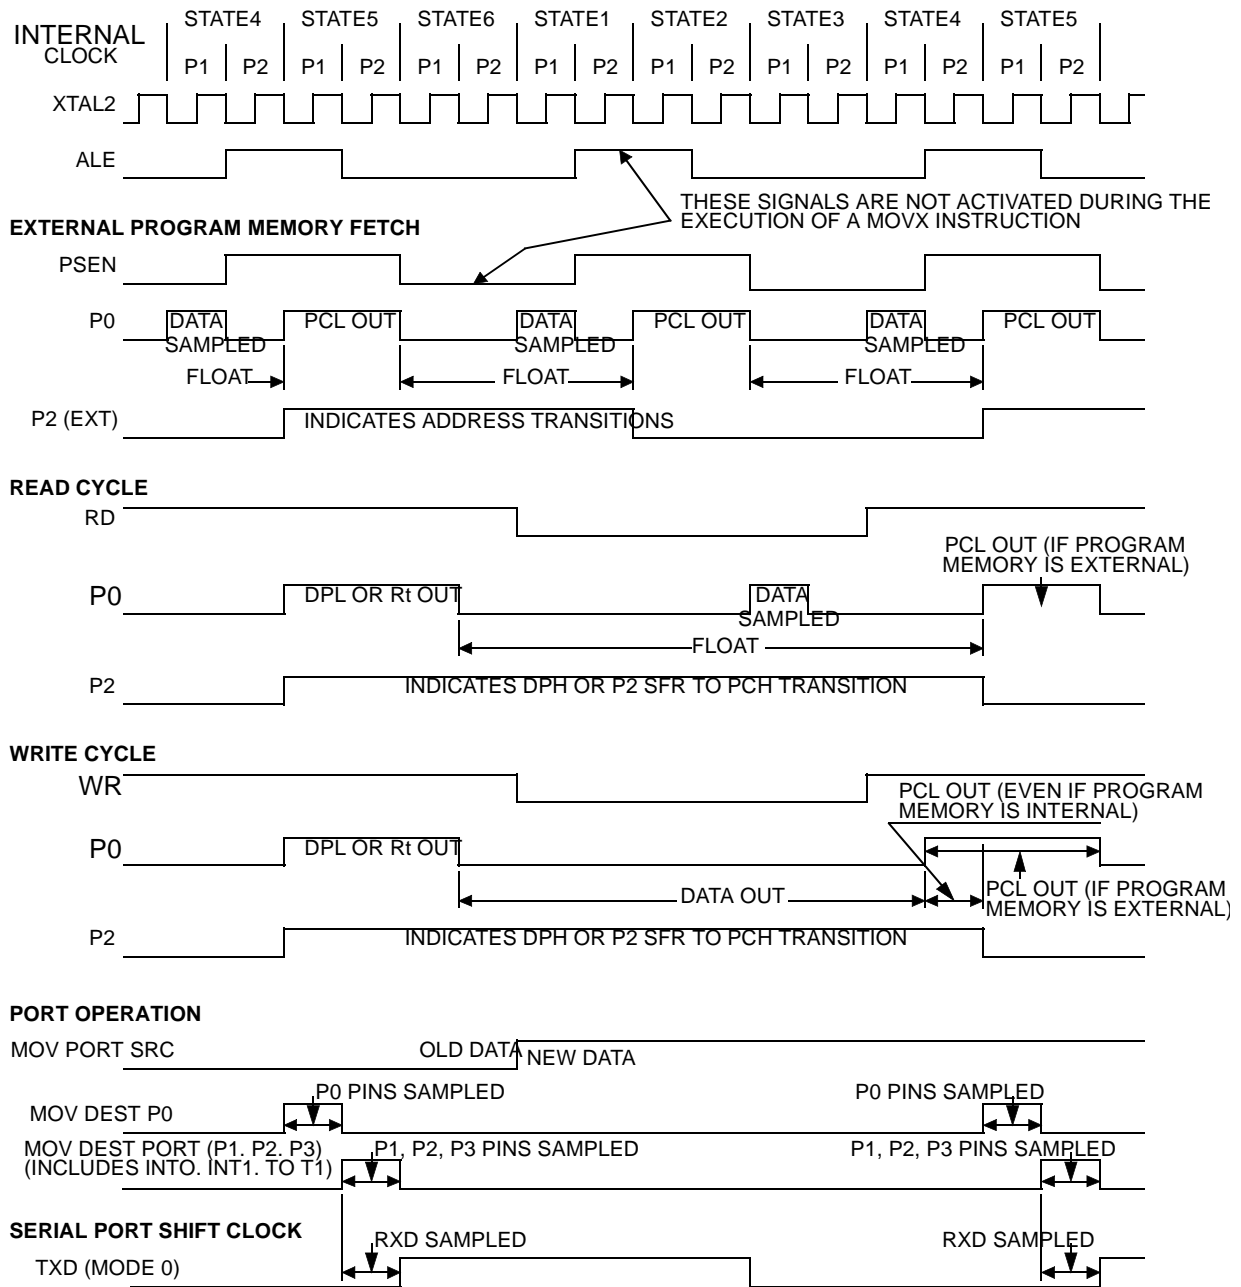 INTERNAL
CLOCK
STATE4 STATE5 STATE6 STATE1 STATE2 STATE3 STATE4 STATE5
P1 P2 P1 P2 P1 P2 P1 P2 P1 P2 P1 P2 P1 P2 P1 P2
XTAL2
ALE
THESE SIGNALS ARE NOT ACTIVATED DURING THE
EXECUTION OF A MOVX INSTRUCTION
EXTERNAL PROGRAM MEMORY FETCH
PSEN
P0
DATA
SAMPLED
PCL OUT
DATA
SAMPLED
PCL OUT
DATA
SAMPLED
PCL OUT
FLOAT FLOAT FLOAT
P2 (EXT)
INDICATES ADDRESS TRANSITIONS
READ CYCLE
RD
PCL OUT (IF PROGRAM
MEMORY IS EXTERNAL)
P0
DPL OR Rt OUT
DATA
SAMPLED
FLOAT
P2
INDICATES DPH OR P2 SFR TO PCH TRANSITION
WRITE CYCLE
WR
PCL OUT (EVEN IF PROGRAM
MEMORY IS INTERNAL)
P0
DPL OR Rt OUT
DATA OUT
PCL OUT (IF PROGRAM
MEMORY IS EXTERNAL)
P2
INDICATES DPH OR P2 SFR TO PCH TRANSITION
PORT OPERATION
MOV PORT SRC
OLD DATA
NEW DATA
P0 PINS SAMPLED
P0 PINS SAMPLED
MOV DEST P0
MOV DEST PORT (P1. P2. P3)
(INCLUDES INTO. INT1. TO T1)
P1, P2, P3 PINS SAMPLED
P1, P2, P3 PINS SAMPLED
SERIAL PORT SHIFT CLOCK
RXD SAMPLED
RXD SAMPLED
TXD (MODE 0)